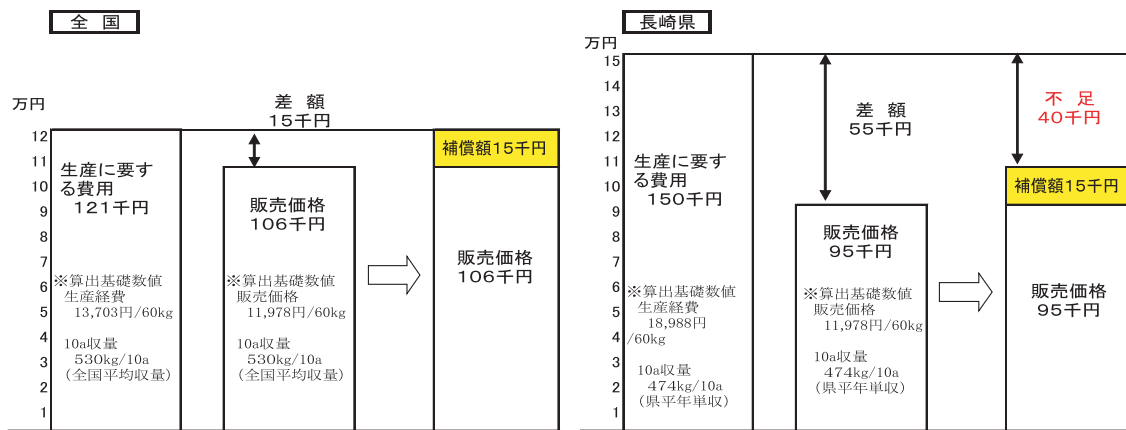 全　国
万円
12
11
10
9
8
7
6
5
4
3
2
1
生産に要す
る費用
121千円
※算出基礎数値
生産経費
13,703円/60kg
10a収量
530kg/10a
（全国平均収量）
差　額
15千円
販売価格
106千円
※算出基礎数値
販売価格
11,978円/60kg
10a収量
530kg/10a
（全国平均収量）
補償額15千円
販売価格
106千円
長崎県
万円
15
14
13
12
11
10
9
8
7
6
5
4
3
2
1
生産に要す
る費用
150千円
※算出基礎数値
生産経費
18,988円
/60kg
10a収量
474kg/10a
（県平年単収）
差　額
55千円
販売価格
95千円
※算出基礎数値
販売価格
11,978円/60kg
10a収量
474kg/10a
（県平年単収）
不　足
40千円
補償額15千円
販売価格
95千円